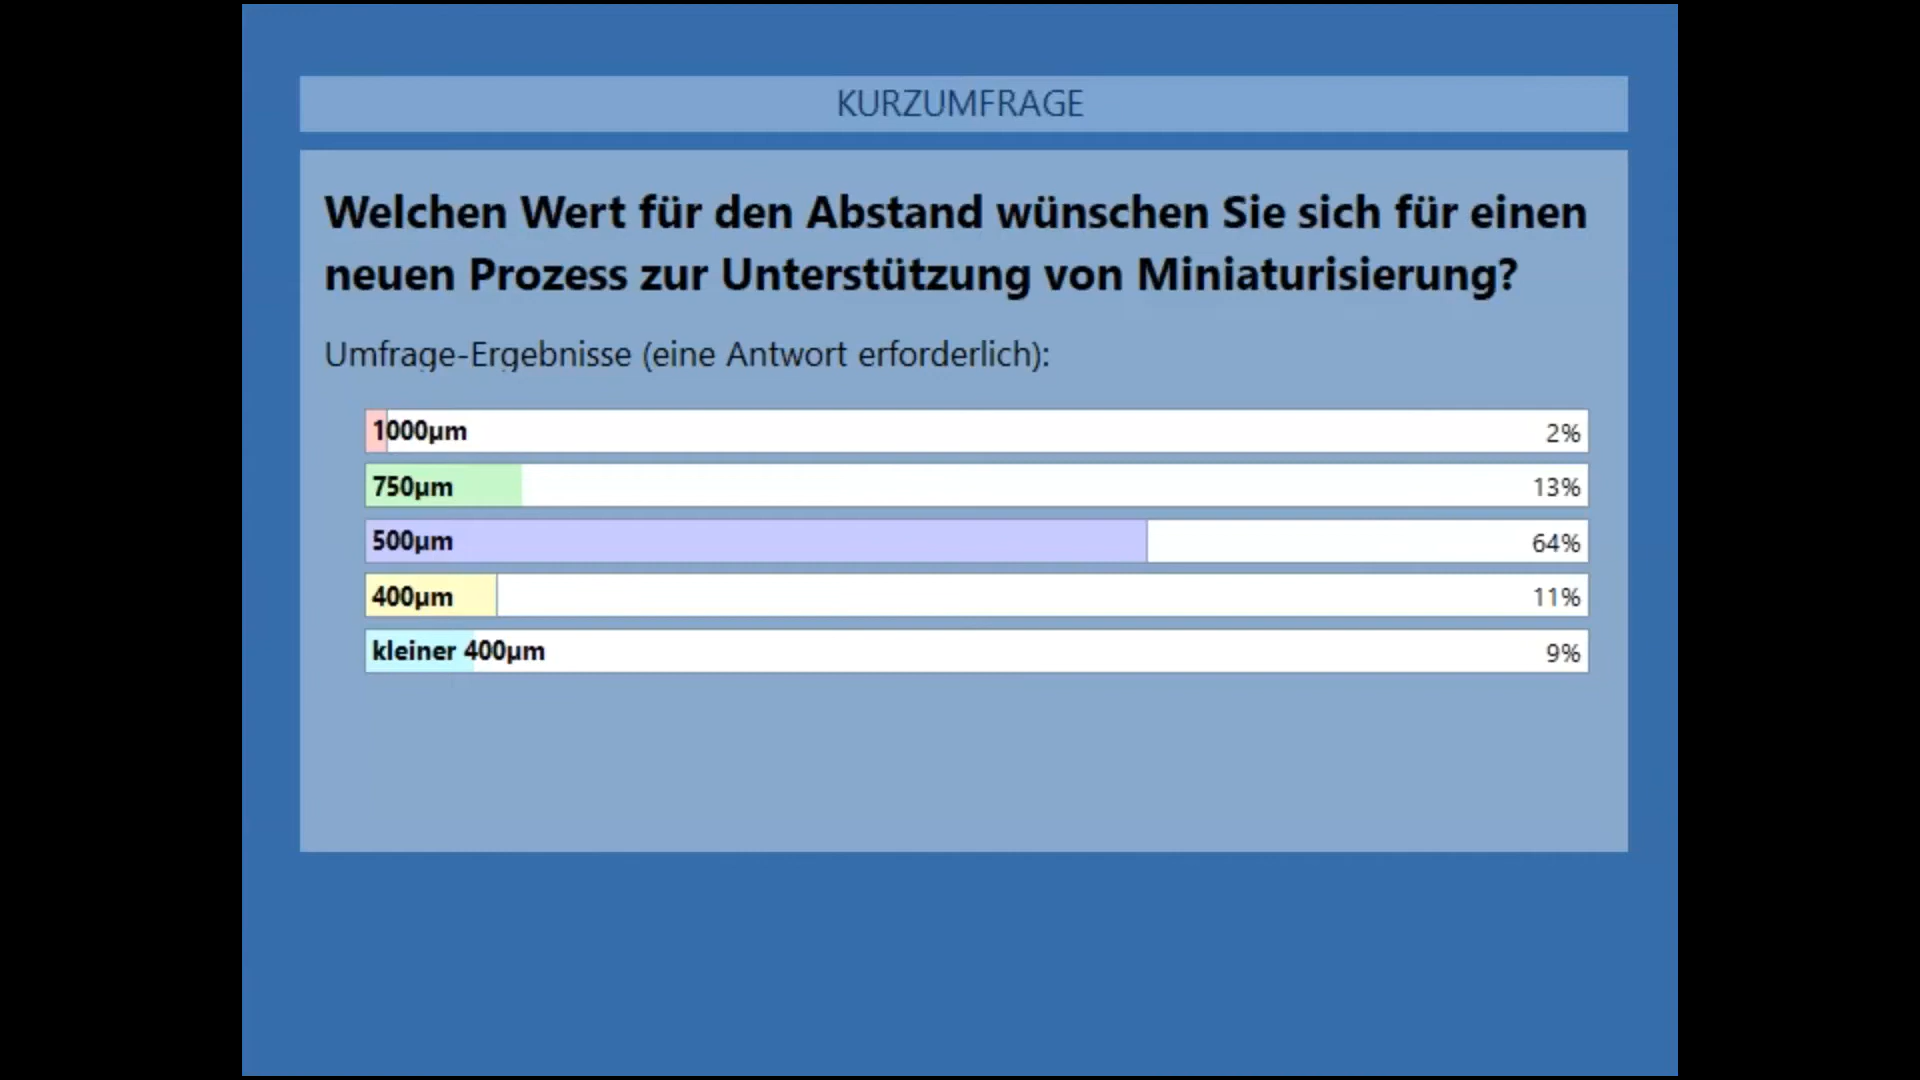 KURZUMFRAGE
Welchen Wert für den Abstand wünschen Sie sich für einen
neuen Prozess zur Unterstützung von Miniaturisierung?
Umfrage-Ergebnisse (eine Antwort erforderlich):
1000µm 2%
750µm 13%
500µm 64%
400µm 11%
kleiner 400µm 9%